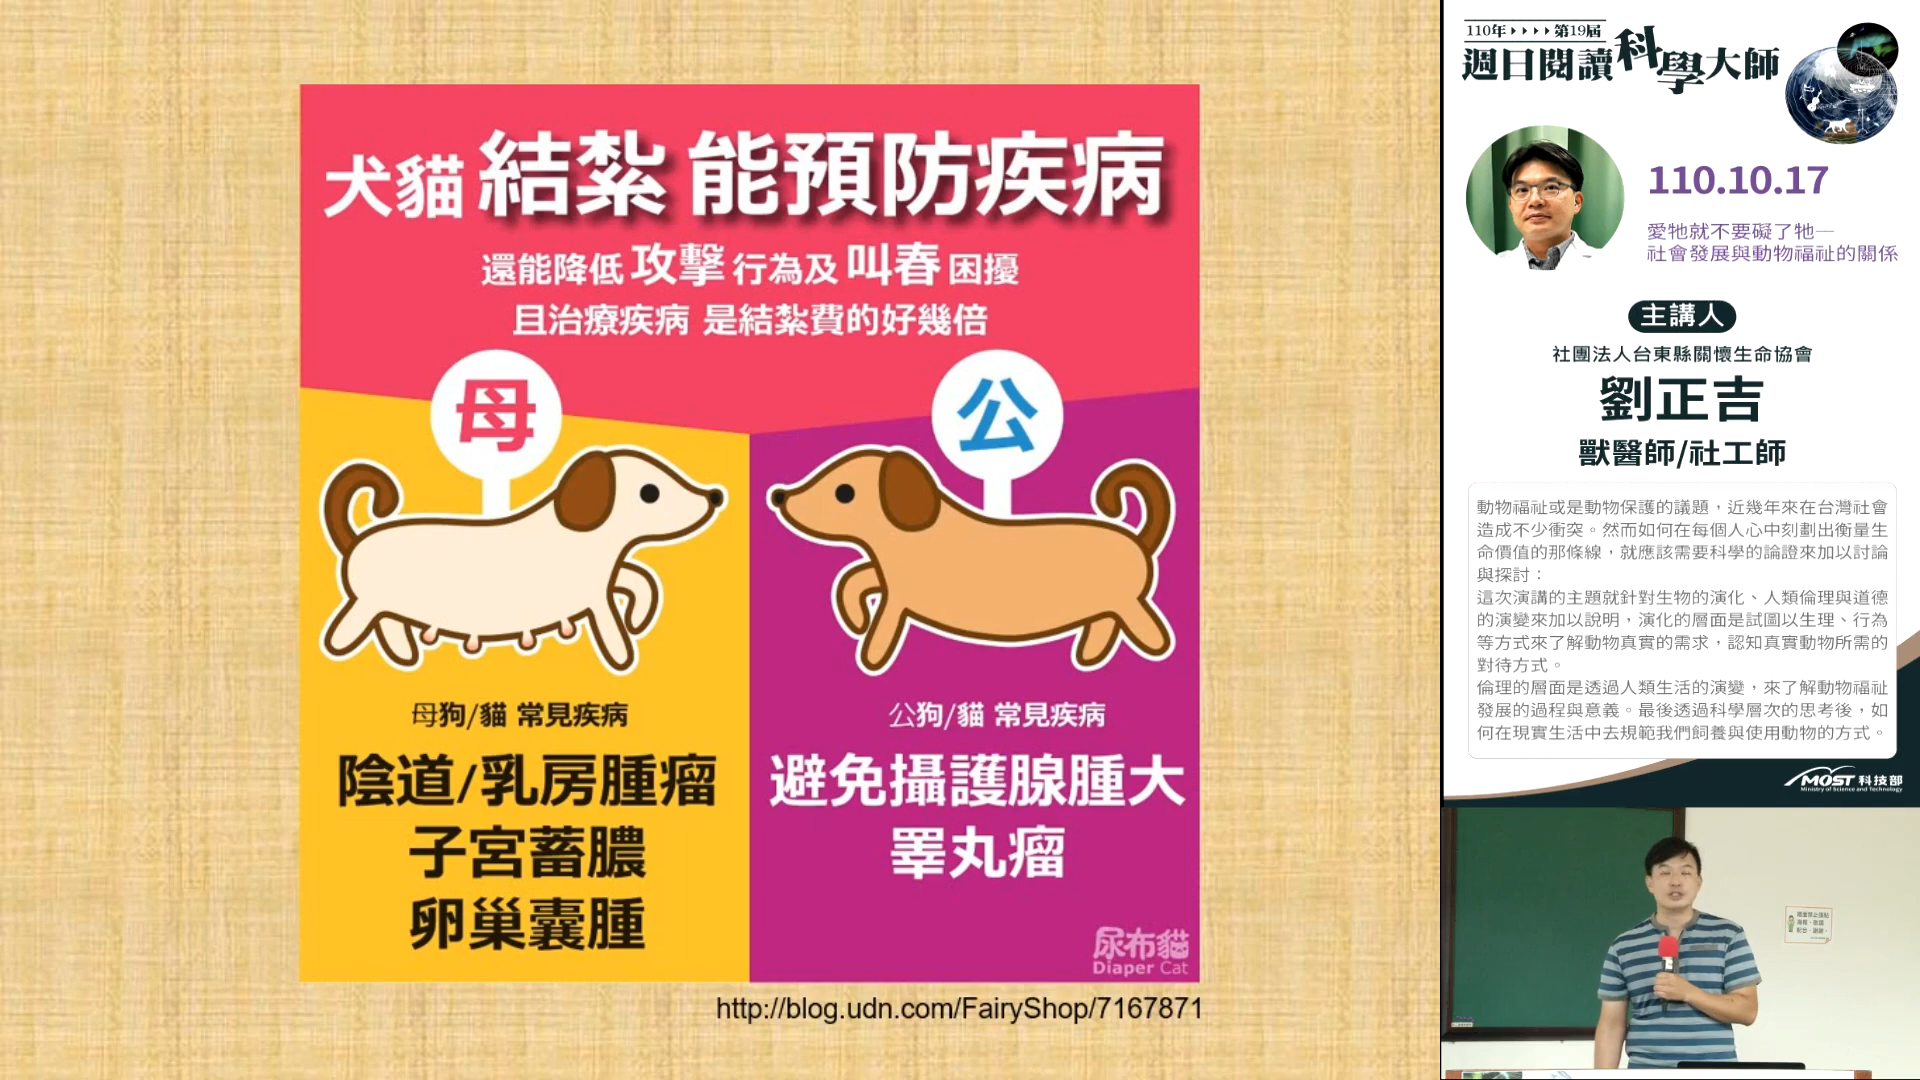 犬貓 結紮 能預防疾病
還能降低 攻擊 行為及 叫春 困擾
且治療疾病 是結紮費的好幾倍
母
公
母狗/貓 常見疾病
陰道/乳房腫瘤
子宮蓄膿
卵巢囊腫
公狗/貓 常見疾病
避免攝護腺腫大
睪丸瘤
尿布貓
Diaper Cat
http://blog.udn.com/FairyShop/7167871
110年 第19屆
週日閱讀科學大師
110.10.17
愛牠就不要礙了牠—
社會發展與動物福祉的關係
主講人
社團法人台東縣關懷生命協會
劉正吉
獸醫師/社工師
動物福祉或是動物保護的議題，近幾年來在台灣社會
造成不少衝突。然而如何在每個人心中刻劃出衡量生
命價值的那條線，就應該需要科學的論證來加以討論
與探討：
這次演講的主題就針對生物的演化、人類倫理與道德
的演變來加以說明，演化的層面是試圖以生理、行為
等方式來了解動物真實的需求，認知真實動物所需的
對待方式。
倫理的層面是透過人類生活的演變，來了解動物福祉
發展的過程與意義。最後透過科學層次的思考後，如
何在現實生活中去規範我們飼養與使用動物的方式。
MOST 科技部
Ministry of Science and Technology